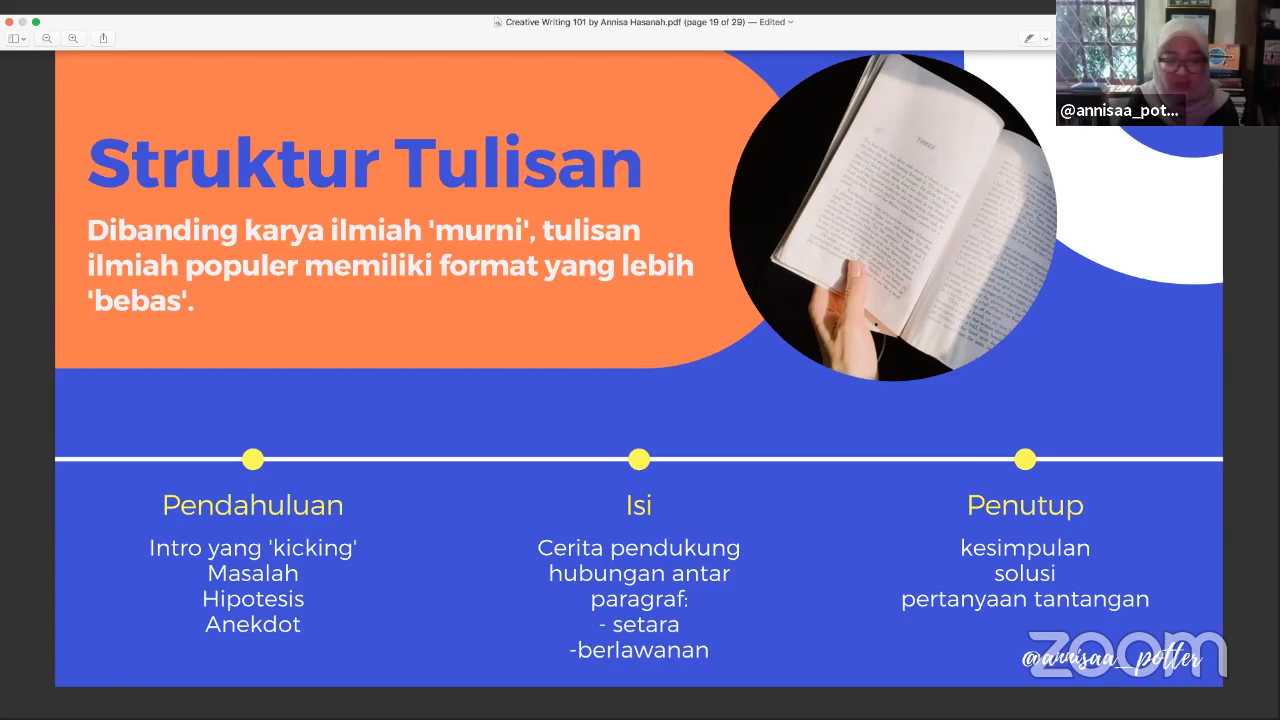 Creative Writing 101 by Annisa Hasanah.pdf (page 19 of 29) — Edited
@annisaa_pot...
Struktur Tulisan
Dibanding karya ilmiah 'murni', tulisan
ilmiah populer memiliki format yang lebih
'bebas'.
THREE
Pendahuluan
Intro yang 'kicking'
Masalah
Hipotesis
Anekdot
Isi
Cerita pendukung
hubungan antar
paragraf:
- setara
-berlawanan
Penutup
kesimpulan
solusi
pertanyaan tantangan
zoom
@annisaa_potter